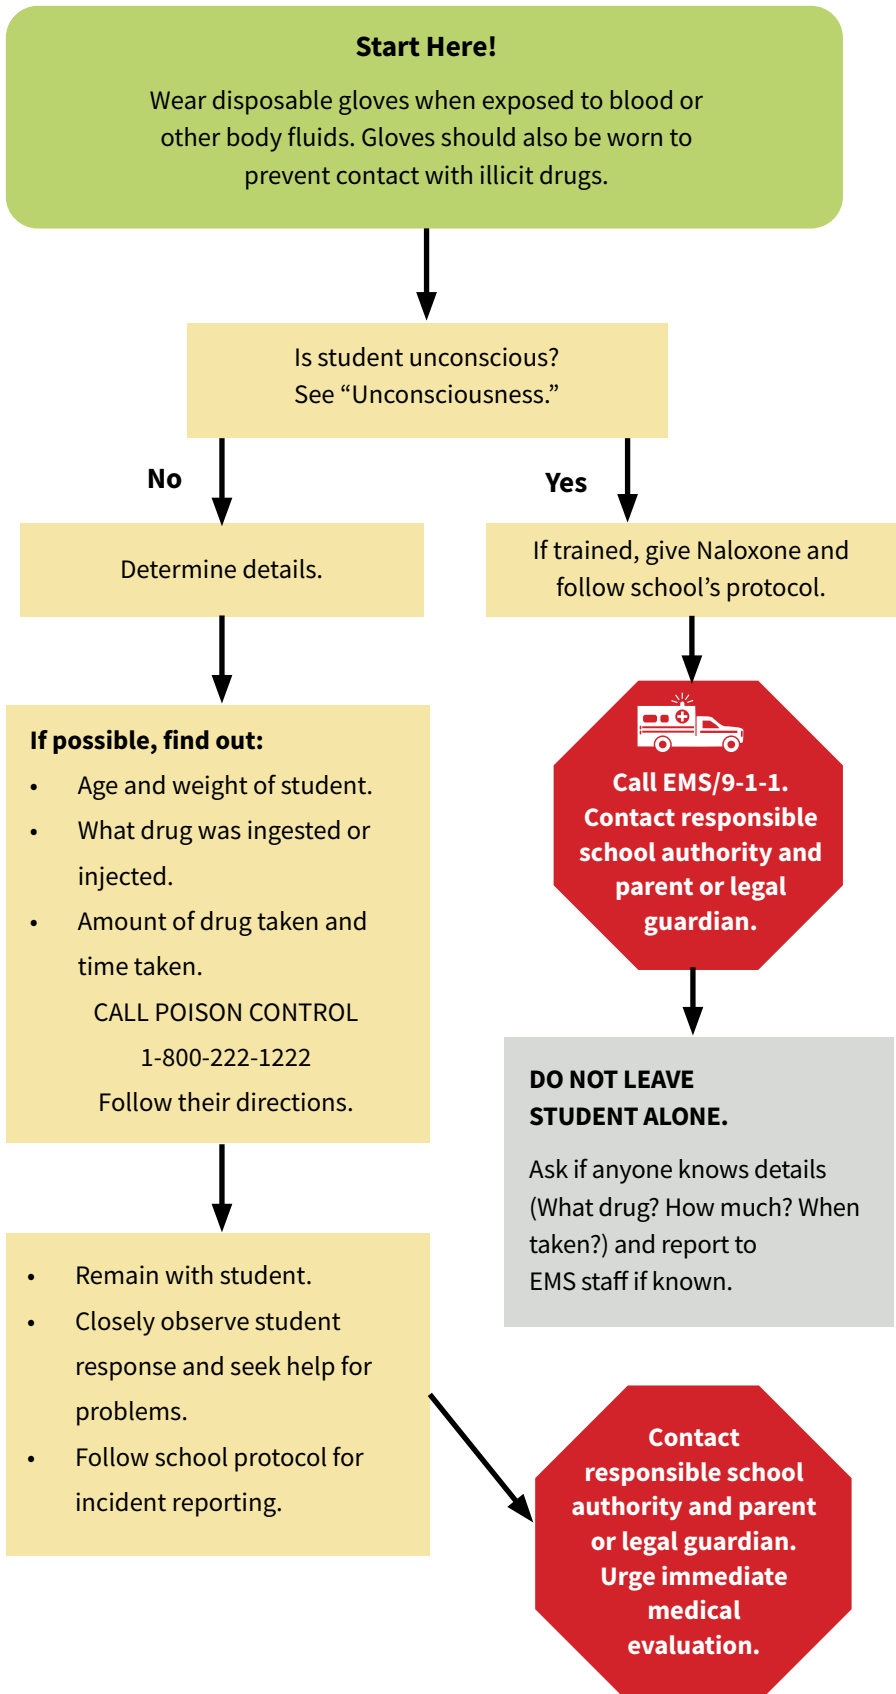 Start Here!
Wear disposable gloves when exposed to blood or
other body fluids. Gloves should also be worn to
prevent contact with illicit drugs.
Is student unconscious?
See “Unconsciousness.”
No
Yes
Determine details.
If trained, give Naloxone and
follow school’s protocol.
If possible, find out:
• Age and weight of student.
• What drug was ingested or
injected.
• Amount of drug taken and
time taken.
CALL POISON CONTROL
1-800-222-1222
Follow their directions.
Call EMS/9-1-1.
Contact responsible
school authority and
parent or legal
guardian.
DO NOT LEAVE
STUDENT ALONE.
Ask if anyone knows details
(What drug? How much? When
taken?) and report to
EMS staff if known.
• Remain with student.
• Closely observe student
response and seek help for
problems.
• Follow school protocol for
incident reporting.
Contact
responsible school
authority and parent
or legal guardian.
Urge immediate
medical
evaluation.